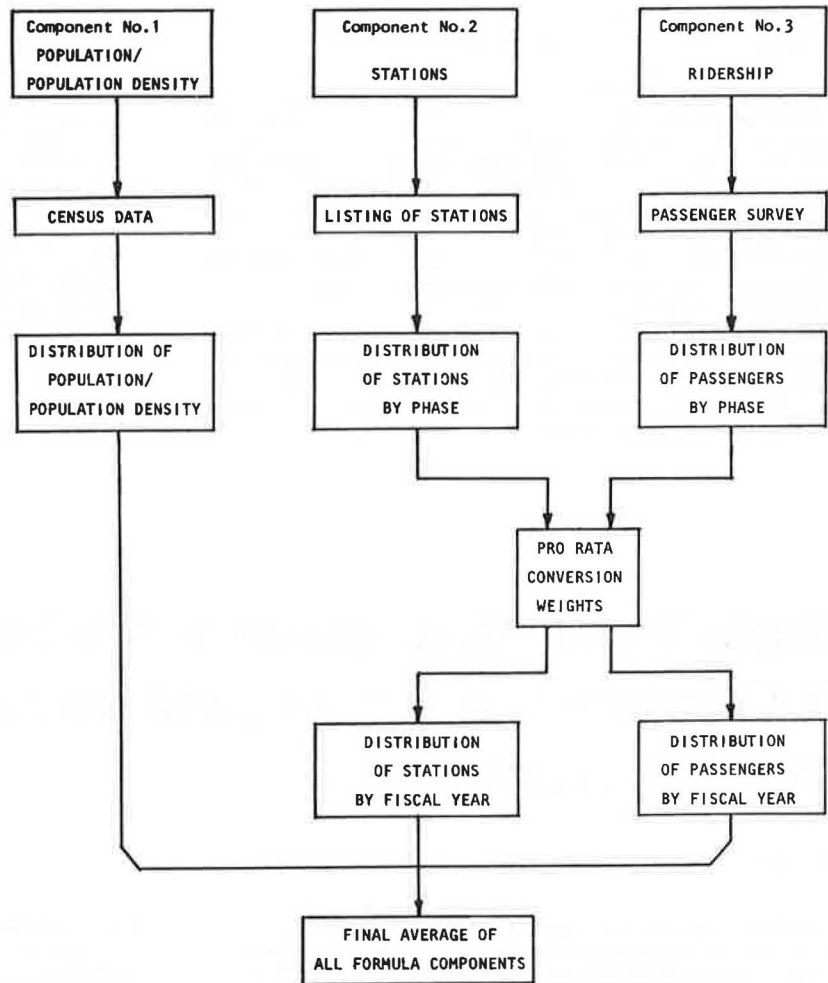 Component No.1
POPULATION/
POPULATION DENSITY
Component No.2
STATIONS
Component No.3
RIDERSHIP
CENSUS DATA
LISTING OF STATIONS
PASSENGER SURVEY
DISTRIBUTION OF
POPULATION/
POPULATION DENSITY
DISTRIBUTION
OF STATIONS
BY PHASE
DISTRIBUTION
OF PASSENGERS
BY PHASE
PRO RATA
CONVERSION
WEIGHTS
DISTRIBUTION
OF STATIONS
BY FISCAL YEAR
DISTRIBUTION
OF PASSENGERS
BY FISCAL YEAR
FINAL AVERAGE OF
ALL FORMULA COMPONENTS